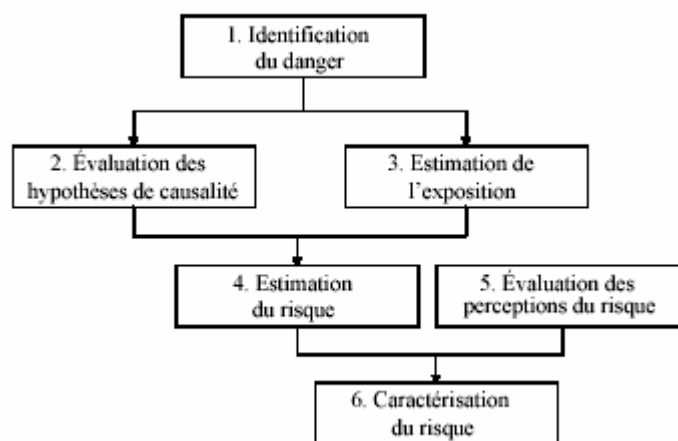 1. Identification
du danger
2. Évaluation des
hypothèses de causalité
3. Estimation de
l'exposition
4. Estimation
du risque
5. Évaluation des
perceptions du risque
6. Caractérisation
du risque